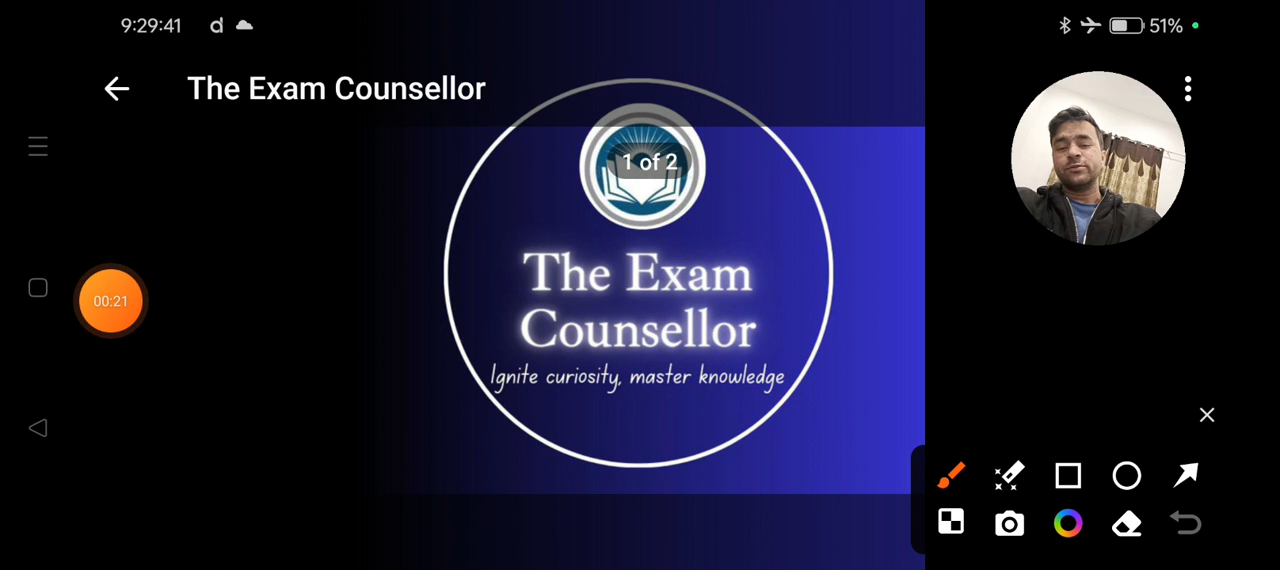 9:29:41 d 51%
The Exam Counsellor
1 of 2
The Exam
Counsellor
Ignite curiosity, master knowledge
00:21